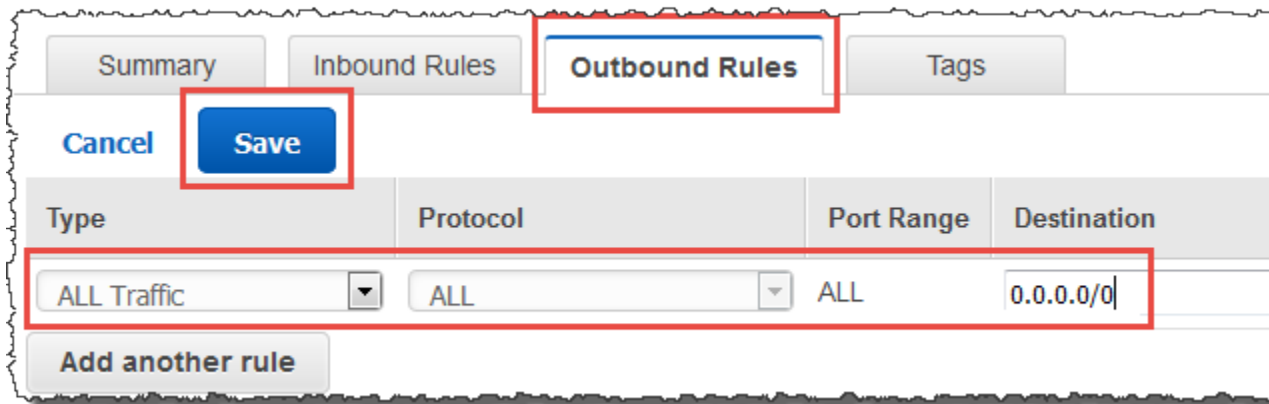 Summary Inbound Rules Outbound Rules Tags
Cancel Save
Type Protocol Port Range Destination
ALL Traffic ALL ALL 0.0.0.0/0
Add another rule